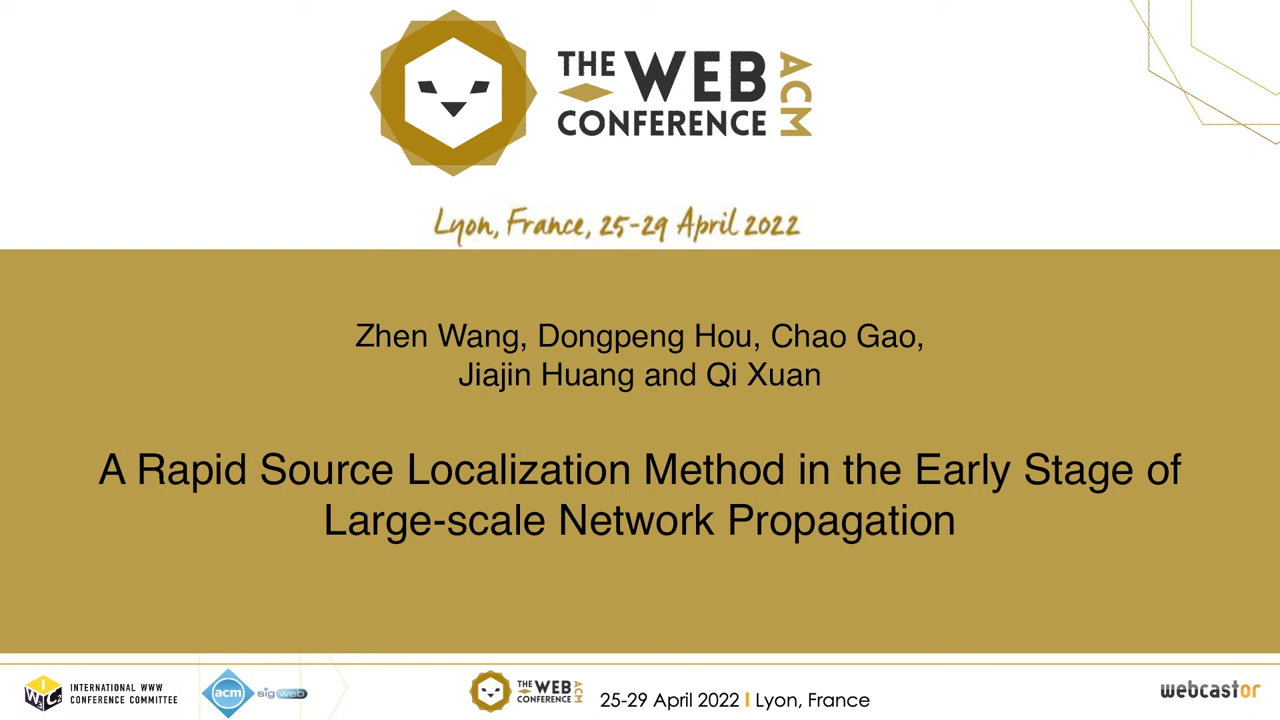 THE WEB CONFERENCE ACM
Lyon, France, 25-29 April 2022
Zhen Wang, Dongpeng Hou, Chao Gao,
Jiajin Huang and Qi Xuan
A Rapid Source Localization Method in the Early Stage of
Large-scale Network Propagation
IW3C2
INTERNATIONAL WWW
CONFERENCE COMMITTEE
acm sigweb
THE WEB CONFERENCE ACM
25-29 April 2022 | Lyon, France
webcastor